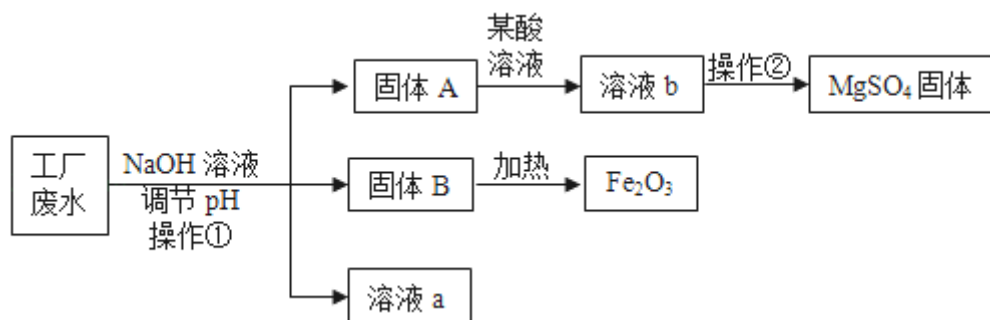 某酸
溶液
固体 A
溶液 b
操作②
MgSO₄ 固体
工厂
废水
NaOH 溶液
调节 pH
操作①
固体 B
加热
Fe₂O₃
溶液 a